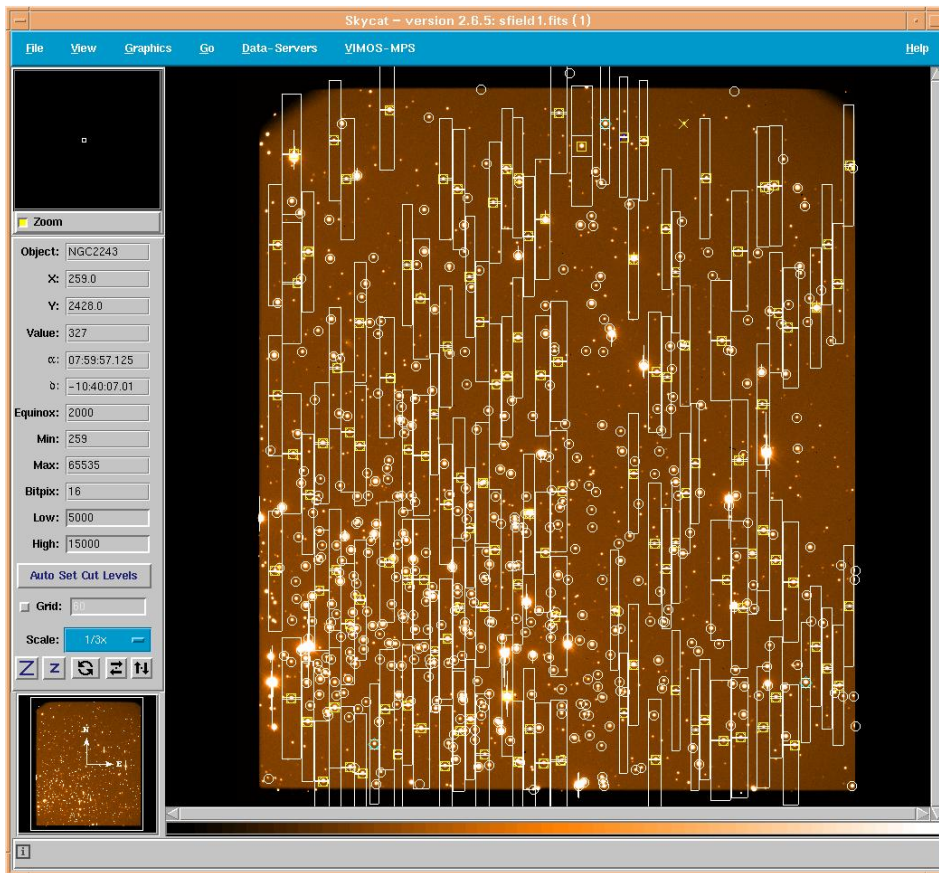 Skycat – version 2.6.5: sfield1.fits (1)
File View Graphics Go Data-Servers VIMOS-MPS Help
Zoom
Object: NGC2243
X: 259.0
Y: 2428.0
Value: 327
α: 07:59:57.125
δ: -10:40:07.01
Equinox: 2000
Min: 259
Max: 65535
Bitpix: 16
Low: 5000
High: 15000
Auto Set Cut Levels
Grid: 60
Scale: 1/3×
Z z
N
E
i